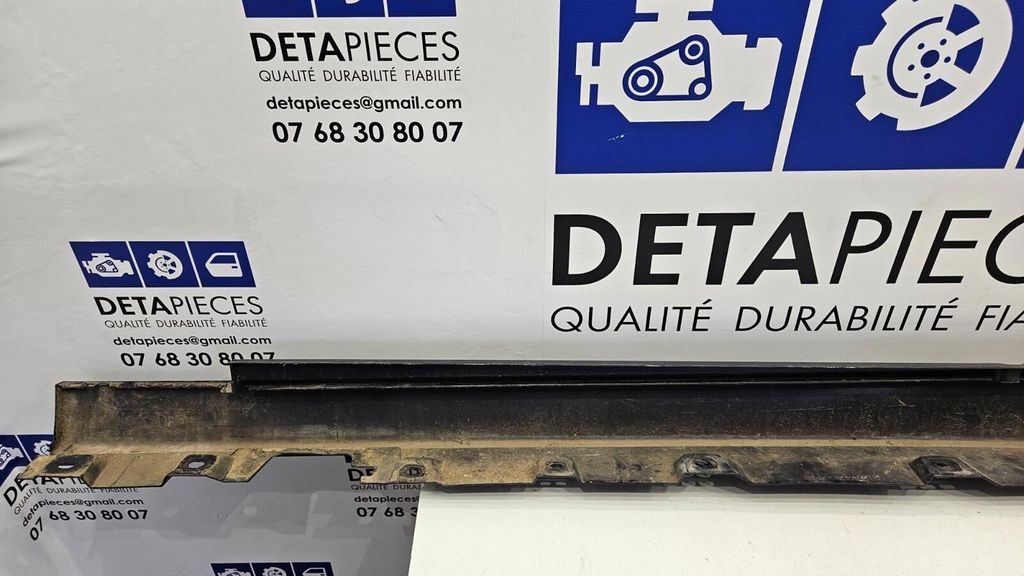 DETAPIECES
QUALITÉ DURABILITÉ FIABILITÉ
detapieces@gmail.com
07 68 30 80 07
DETAPIEC
QUALITÉ DURABILITÉ FIA
DETAPIECES
QUALITÉ DURABILITÉ FIABILITÉ
detapieces@gmail.com
07 68 30 80 07
QUALITÉ DURABILITÉ FIABILITÉ
detapieces@gmail.com
07 68 30 80 07